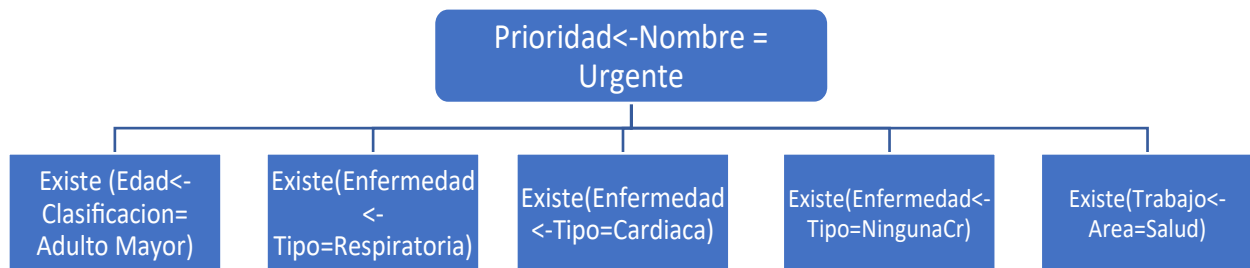 Prioridad<-Nombre =
Urgente
Existe (Edad<-
Clasificacion=
Adulto Mayor)
Existe(Enfermedad
<-
Tipo=Respiratoria)
Existe(Enfermedad
<-Tipo=Cardiaca)
Existe(Enfermedad<-
Tipo=NingunaCr)
Existe(Trabajo<-
Area=Salud)